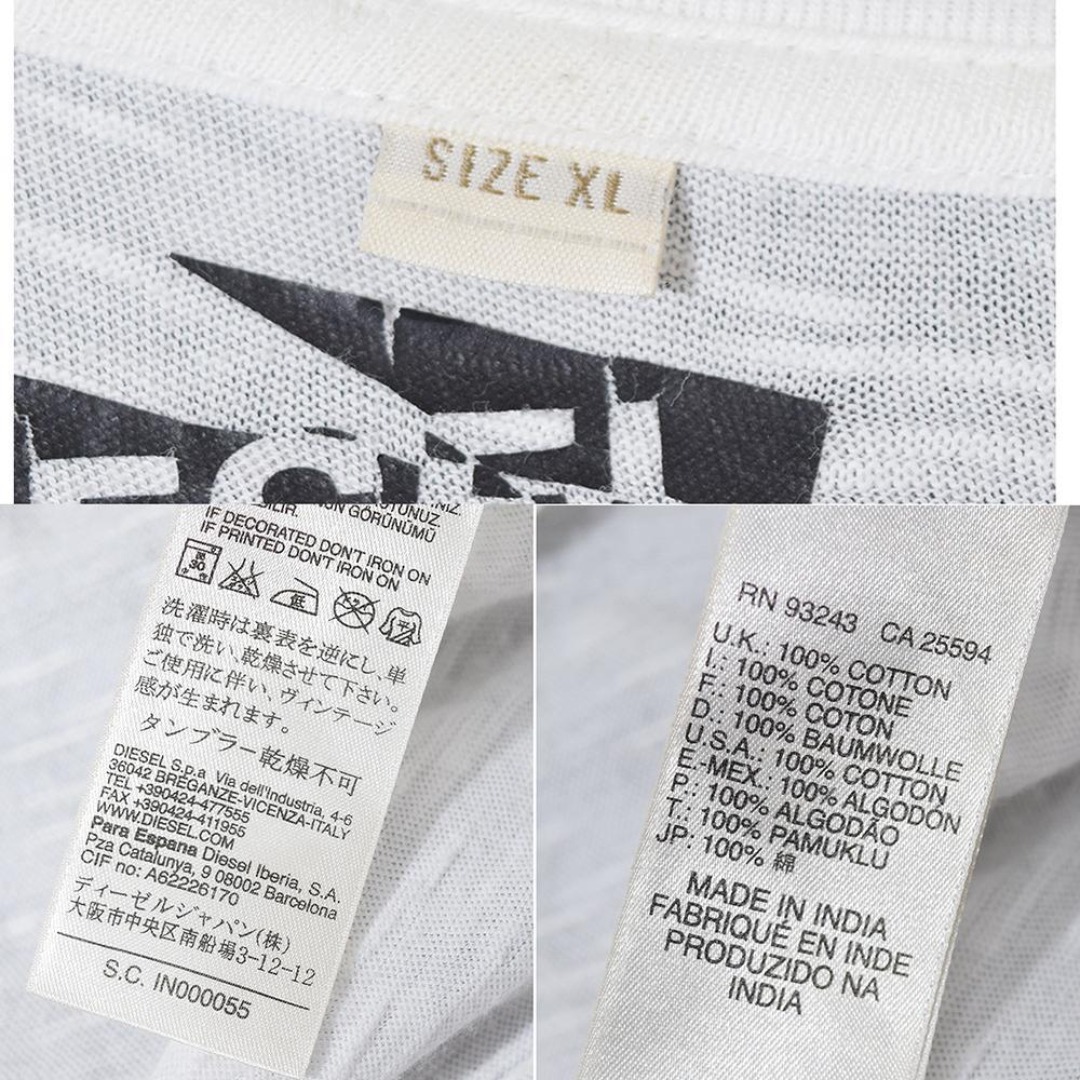 SIZE XL
TUNUZ.
ÜN GÖRÜNÜMÜ
IF DECORATED DON'T IRON ON
IF PRINTED DON'T IRON ON
30
低
洗濯時は裏表を逆にし、単
独で洗い、乾燥させて下さい。
ご使用に伴い、ヴィンテージ
感が生まれます。
タンブラー乾燥不可
DIESEL S.p.a Via dell'Industria, 4-6
36042 BREGANZE-VICENZA-ITALY
TEL +390424-477555
FAX +390424-411955
WWW.DIESEL.COM
Para Espana Diesel Iberia, S.A.
Pza Catalunya, 9 08002 Barcelona
CIF no: A62226170
ディーゼルジャパン(株)
大阪市中央区南船場3-12-12
S.C. IN000055
RN 93243 CA 25594
U.K.: 100% COTTON
I.: 100% COTONE
F.: 100% COTON
D.: 100% BAUMWOLLE
U.S.A.: 100% COTTON
E.-MEX.: 100% ALGODÓN
P.: 100% ALGODÃO
T.: 100% PAMUKLU
JP: 100% 綿
MADE IN INDIA
FABRIQUÉ EN INDE
PRODUZIDO NA
INDIA